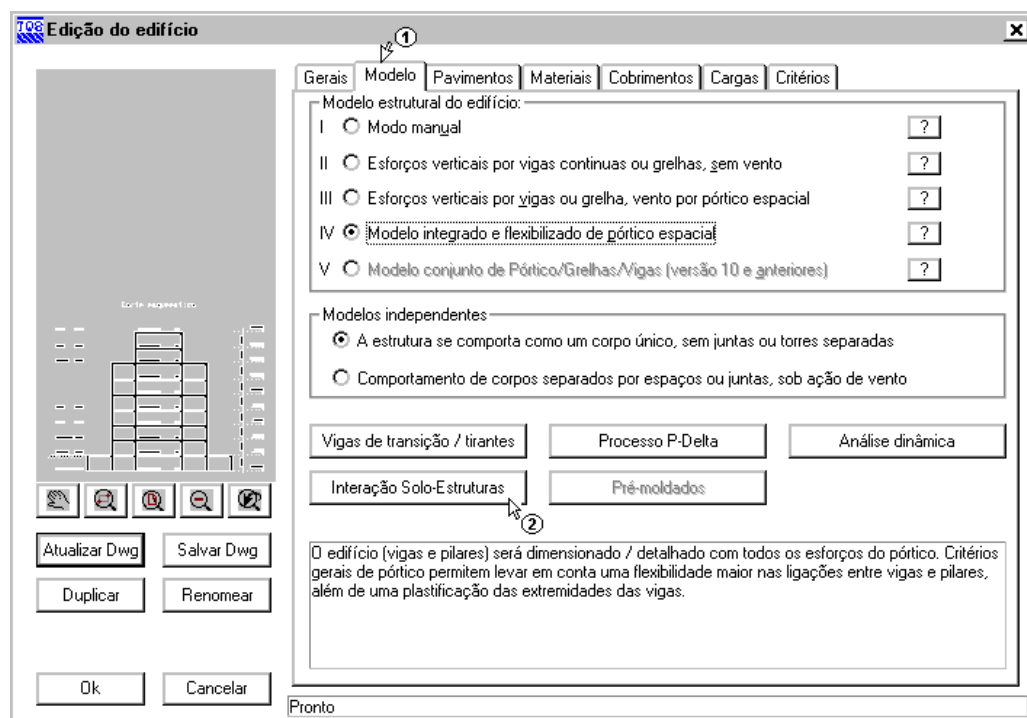 TQS Edição do edifício
1
Gerais Modelo Pavimentos Materiais Cobrimentos Cargas Critérios
Modelo estrutural do edifício:
I Modo manual ?
II Esforços verticais por vigas continuas ou grelhas, sem vento ?
III Esforços verticais por vigas ou grelha, vento por pórtico espacial ?
IV Modelo integrado e flexibilizado de pórtico espacial ?
V Modelo conjunto de Pórtico/Grelhas/Vigas (versão 10 e anteriores) ?
Modelos independentes
A estrutura se comporta como um corpo único, sem juntas ou torres separadas
Comportamento de corpos separados por espaços ou juntas, sob ação de vento
Vigas de transição / tirantes Processo P-Delta Análise dinâmica
Interação Solo-Estruturas Pré-moldados
2
O edifício (vigas e pilares) será dimensionado / detalhado com todos os esforços do pórtico. Critérios
gerais de pórtico permitem levar em conta uma flexibilidade maior nas ligações entre vigas e pilares,
além de uma plastificação das extremidades das vigas.
Corte esquematico
Atualizar Dwg Salvar Dwg
Duplicar Renomear
Ok Cancelar
Pronto